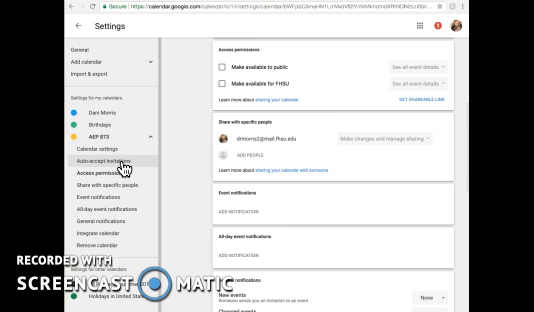 Secure
Settings
General
Add calendar
Import & export
Settings for my calendars
Dani Morris
Birthdays
AEP 873
Calendar settings
Auto-accept invitations
Access permissions
Share with specific people
Event notifications
All-day event notifications
General notifications
Integrate calendar
Remove calendar
Settings for other calendars
Holidays in United States
Access permissions
Make available to public
See all event details
Make available for FHSU
See all event details
Learn more about sharing your calendar
GET SHAREABLE LINK
Share with specific people
drmorris2@mail.fhsu.edu
Make changes and manage sharing
ADD PEOPLE
Learn more about sharing your calendar with someone
Event notifications
ADD NOTIFICATION
All-day event notifications
ADD NOTIFICATION
notifications
New events
Someone sends you an invitation to an event
None
RECORDED WITH
SCREENCAST MATIC